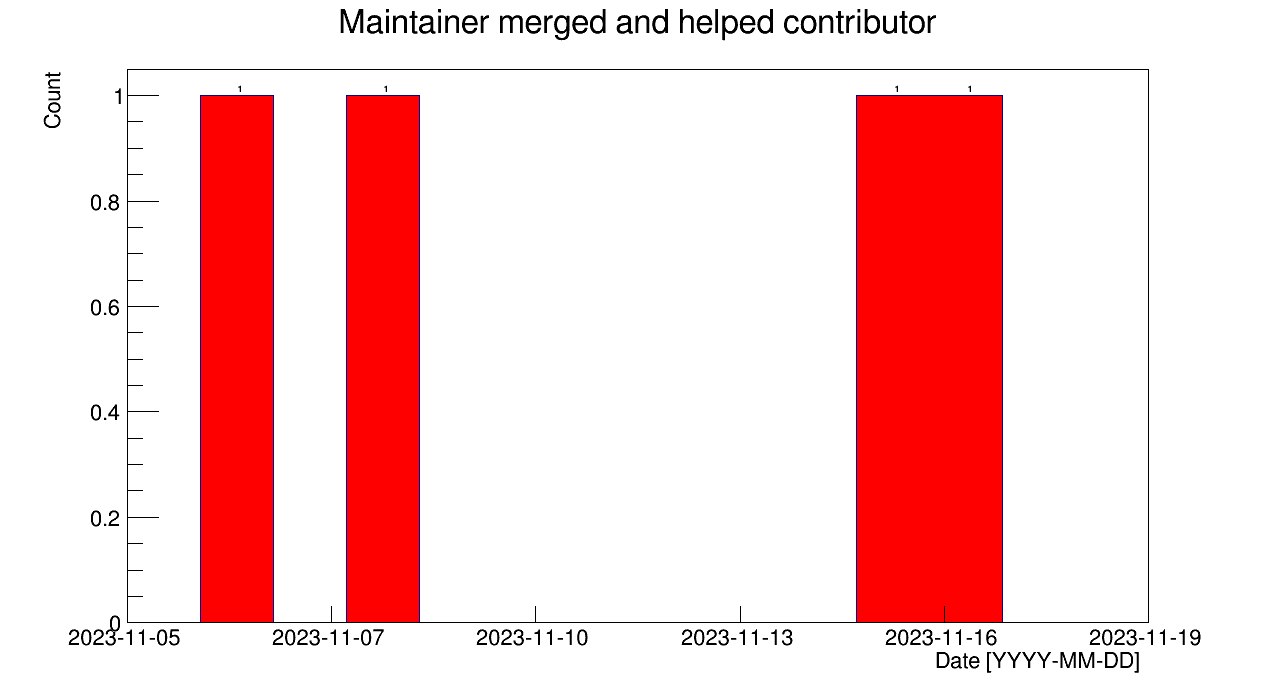 Maintainer merged and helped contributor
Count
1
1 1 1 1
0.8
0.6
0.4
0.2
0
2023-11-05 2023-11-07 2023-11-10 2023-11-13 2023-11-16 2023-11-19
Date [YYYY-MM-DD]